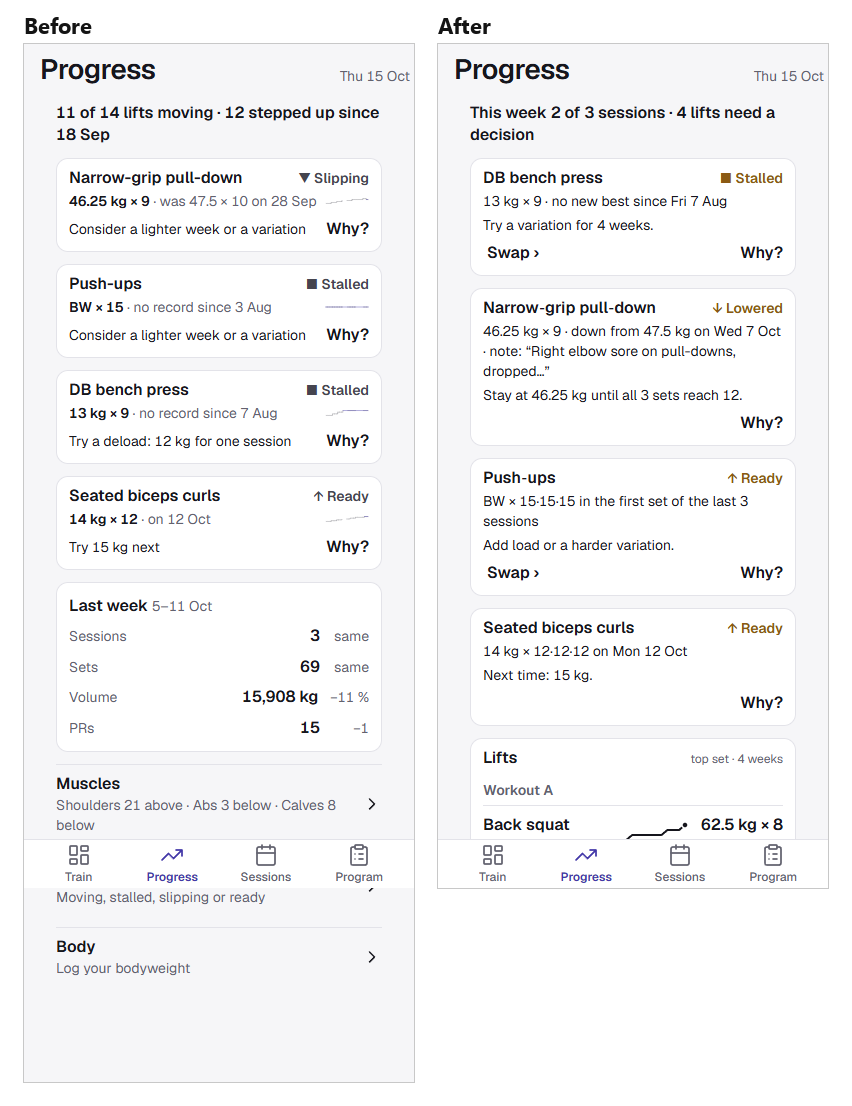 Before
Progress
Thu 15 Oct
11 of 14 lifts moving · 12 stepped up since
18 Sep
Narrow-grip pull-down
▼ Slipping
46.25 kg × 9 · was 47.5 × 10 on 28 Sep
Consider a lighter week or a variation
Why?
Push-ups
■ Stalled
BW × 15 · no record since 3 Aug
Consider a lighter week or a variation
Why?
DB bench press
■ Stalled
13 kg × 9 · no record since 7 Aug
Try a deload: 12 kg for one session
Why?
Seated biceps curls
↑ Ready
14 kg × 12 · on 12 Oct
Try 15 kg next
Why?
Last week 5–11 Oct
Sessions 3 same
Sets 69 same
Volume 15,908 kg −11 %
PRs 15 −1
Muscles
Shoulders 21 above · Abs 3 below · Calves 8
below
Train
Progress
Sessions
Program
Moving, stalled, slipping or ready
Body
Log your bodyweight
After
Progress
Thu 15 Oct
This week 2 of 3 sessions · 4 lifts need a
decision
DB bench press
■ Stalled
13 kg × 9 · no new best since Fri 7 Aug
Try a variation for 4 weeks.
Swap ›
Why?
Narrow-grip pull-down
↓ Lowered
46.25 kg × 9 · down from 47.5 kg on Wed 7 Oct
· note: “Right elbow sore on pull-downs,
dropped…”
Stay at 46.25 kg until all 3 sets reach 12.
Why?
Push-ups
↑ Ready
BW × 15·15·15 in the first set of the last 3
sessions
Add load or a harder variation.
Swap ›
Why?
Seated biceps curls
↑ Ready
14 kg × 12·12·12 on Mon 12 Oct
Next time: 15 kg.
Why?
Lifts
top set · 4 weeks
Workout A
Back squat
62.5 kg × 8
Train
Progress
Sessions
Program